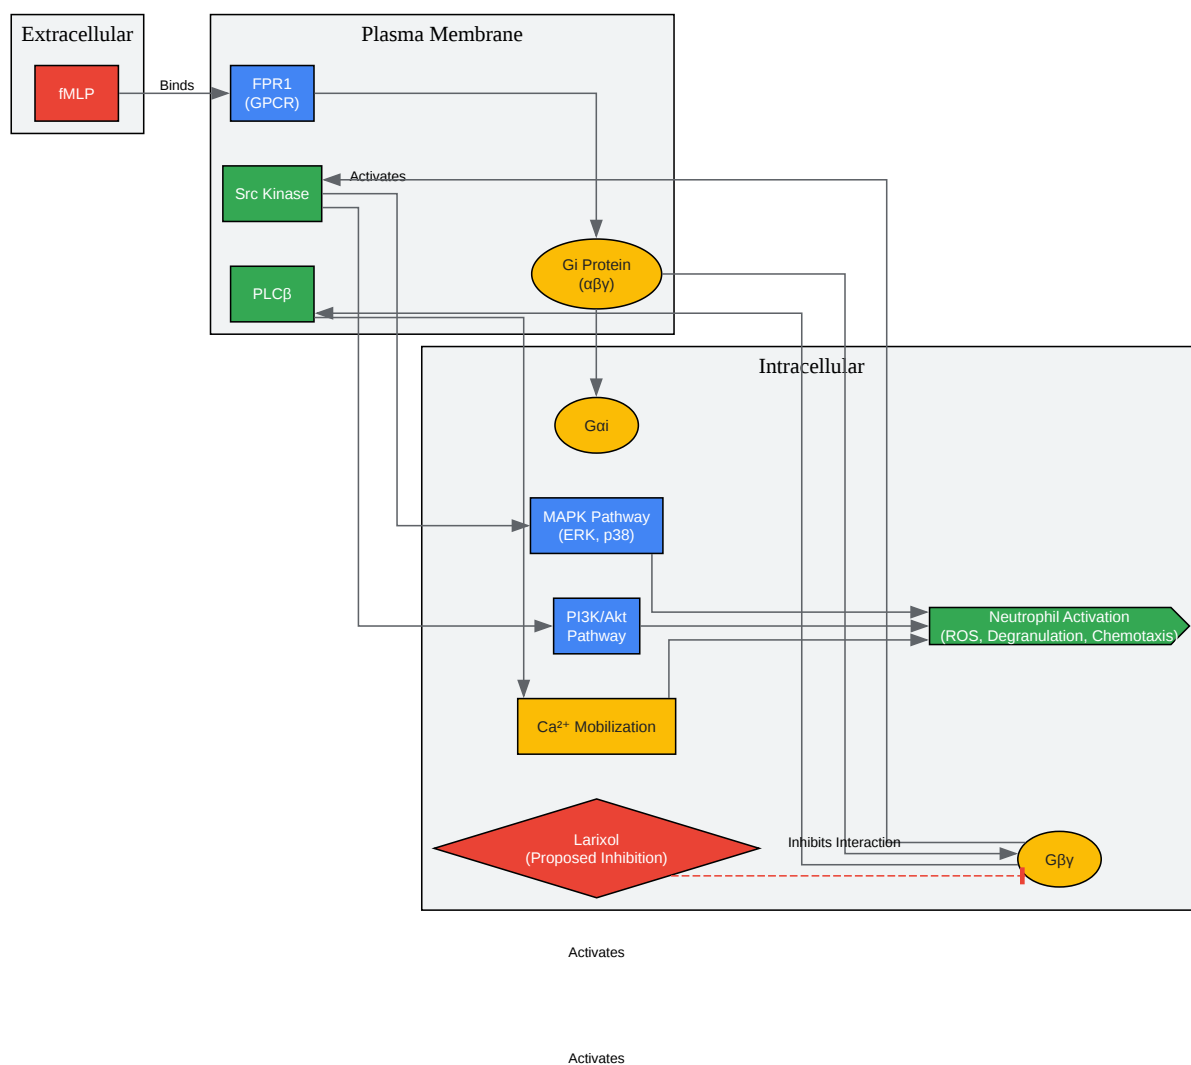 Extracellular
Plasma Membrane
fMLP
Binds
FPR1
(GPCR)
Activates
Src Kinase
Gi Protein
(αβγ)
PLCβ
Intracellular
Gαi
MAPK Pathway
(ERK, p38)
PI3K/Akt
Pathway
Neutrophil Activation
(ROS, Degranulation, Chemotaxis)
Ca²⁺ Mobilization
Larixol
(Proposed Inhibition)
Inhibits Interaction
Gβγ
Activates
Activates